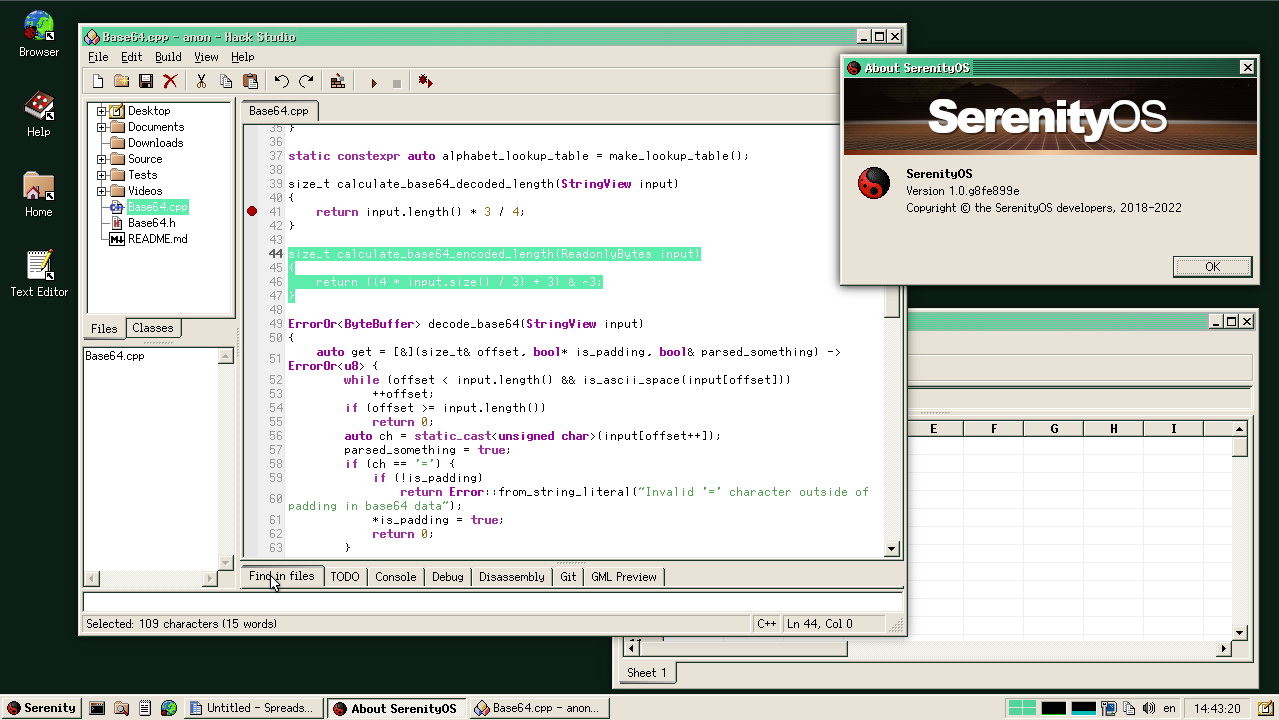 Browser
Help
Home
Text Editor
Base64.cpp - anon - Hack Studio
File Edit Build View Help
Desktop
Documents
Downloads
Source
Tests
Videos
Base64.cpp
Base64.h
README.md
Files Classes
Base64.cpp
Base64.cpp
35 }
36
37 static constexpr auto alphabet_lookup_table = make_lookup_table();
38
39 size_t calculate_base64_decoded_length(StringView input)
40 {
41     return input.length() * 3 / 4;
42 }
43
44 size_t calculate_base64_encoded_length(ReadonlyBytes input)
45 {
46     return ((4 * input.size() / 3) + 3) & ~3;
47 }
48
49 ErrorOr<ByteBuffer> decode_base64(StringView input)
50 {
51     auto get = [&](size_t& offset, bool* is_padding, bool& parsed_something) ->
ErrorOr<u8> {
52         while (offset < input.length() && is_ascii_space(input[offset]))
53             ++offset;
54         if (offset >= input.length())
55             return 0;
56         auto ch = static_cast<unsigned char>(input[offset++]);
57         parsed_something = true;
58         if (ch == '=') {
59             if (!is_padding)
60                 return Error::from_string_literal("Invalid '=' character outside of
padding in base64 data");
61             *is_padding = true;
62             return 0;
63         }
Find in files TODO Console Debug Disassembly Git GML Preview
Selected: 109 characters (15 words) C++ Ln 44, Col 0
About SerenityOS
SerenityOS
SerenityOS
Version 1.0.g8fe899e
Copyright © the SerenityOS developers, 2018-2022
OK
E F G H I
Sheet 1
Serenity Untitled - Spreads... About SerenityOS Base64.cpp - anon... en 14:43:20